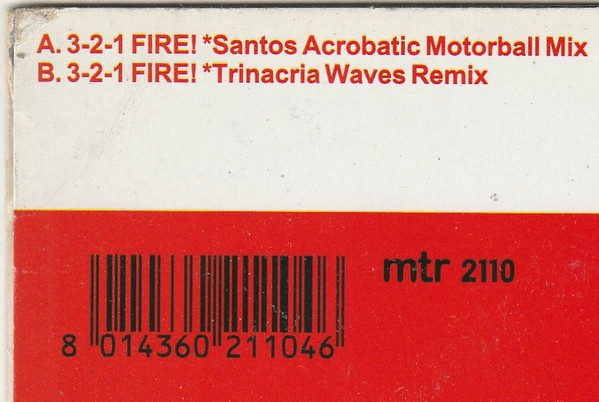 A. 3-2-1 FIRE! *Santos Acrobatic Motorball Mix
B. 3-2-1 FIRE! *Trinacria Waves Remix
mtr 2110
8 014360 211046